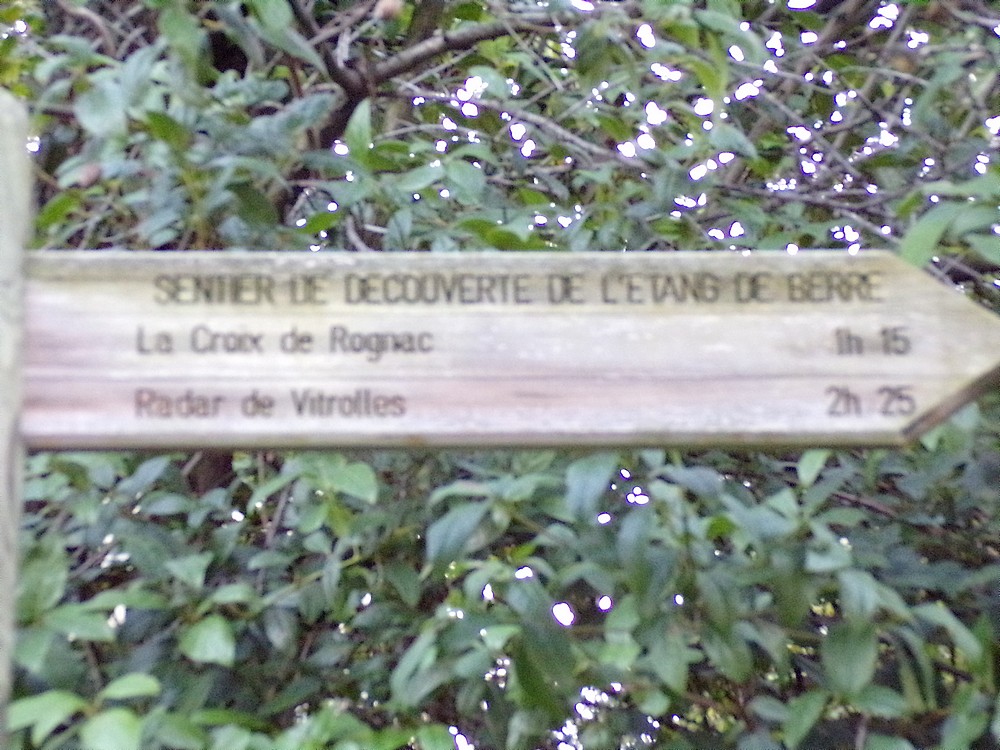 SENTIER DE DECOUVERTE DE L'ETANG DE BERRE
La Croix de Rognac 1h 15
Radar de Vitrolles 2h 25